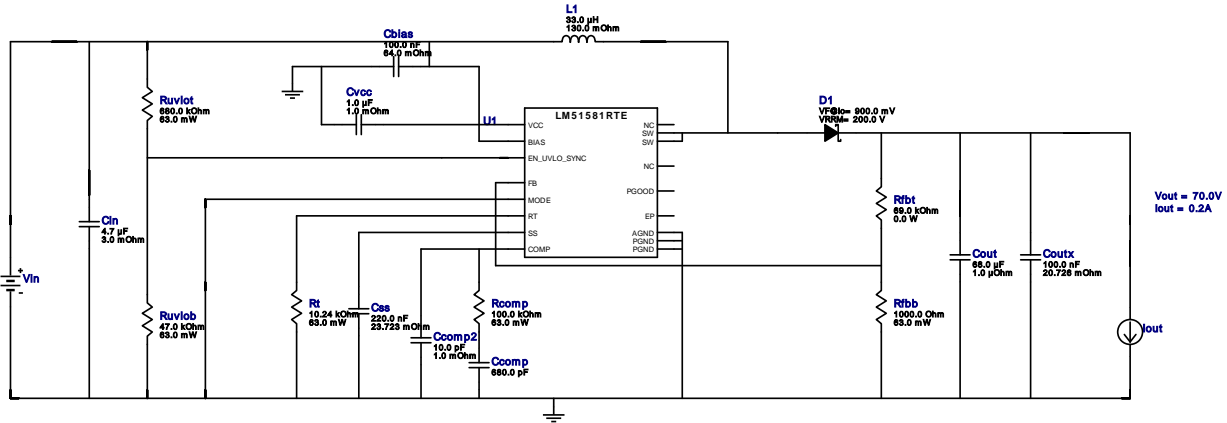 L1
33.0 µH
130.0 mOhm
Cbias
100.0 nF
64.0 mOhm
Ruvlot
680.0 kOhm
63.0 mW
Cvcc
1.0 µF
1.0 mOhm
U1
LM51581RTE
VCC
BIAS
EN_UVLO_SYNC
FB
MODE
RT
SS
COMP
NC
SW
SW
NC
PGOOD
EP
AGND
PGND
PGND
D1
VF@Io= 900.0 mV
VRRM= 200.0 V
Vout = 70.0V
Iout = 0.2A
Rfbt
69.0 kOhm
0.0 W
Cin
4.7 µF
3.0 mOhm
Vin
+
-
Ruvlob
47.0 kOhm
63.0 mW
Rt
10.24 kOhm
63.0 mW
Css
220.0 nF
23.723 mOhm
Ccomp2
10.0 pF
1.0 mOhm
Rcomp
100.0 kOhm
63.0 mW
Ccomp
680.0 pF
Rfbb
1000.0 Ohm
63.0 mW
Cout
68.0 µF
1.0 µOhm
Coutx
100.0 nF
20.726 mOhm
Iout